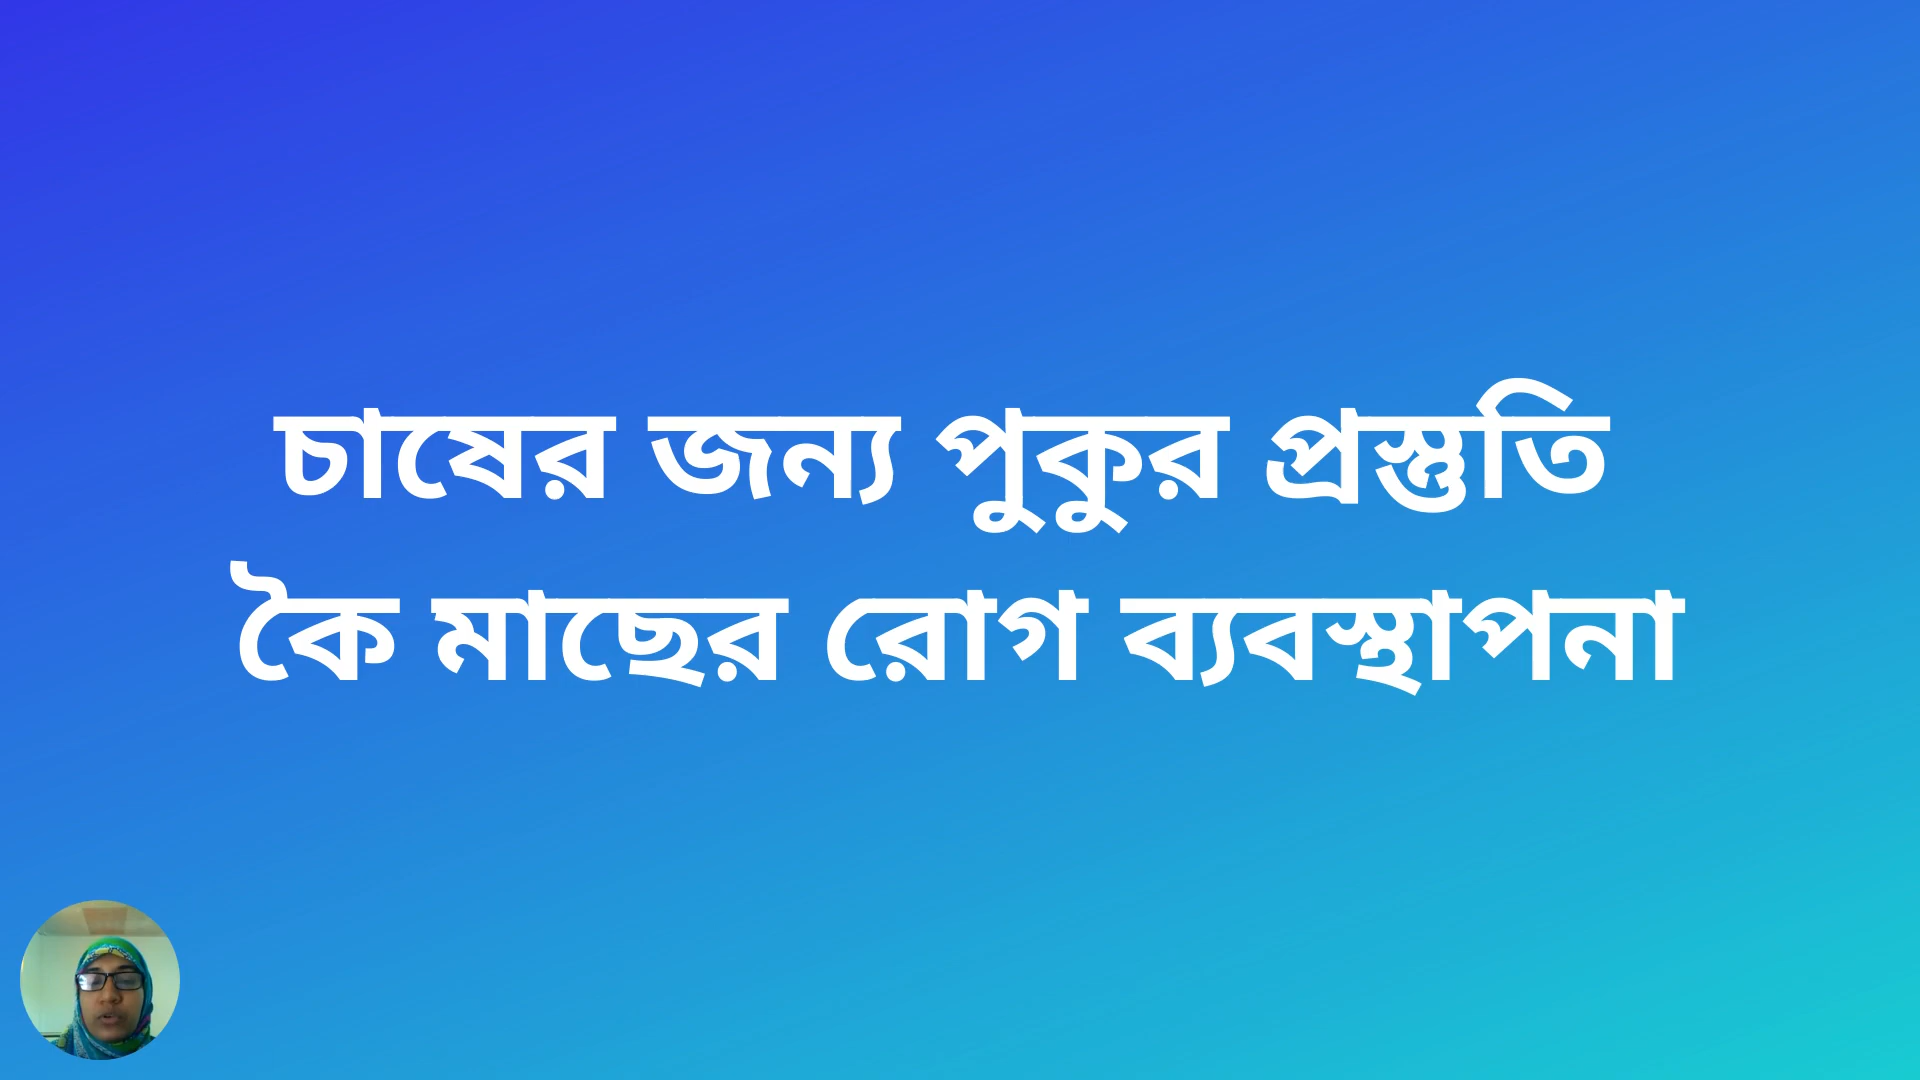 চাষের জন্য পুকুর প্রস্তুতি
কৈ মাছের রোগ ব্যবস্থাপনা